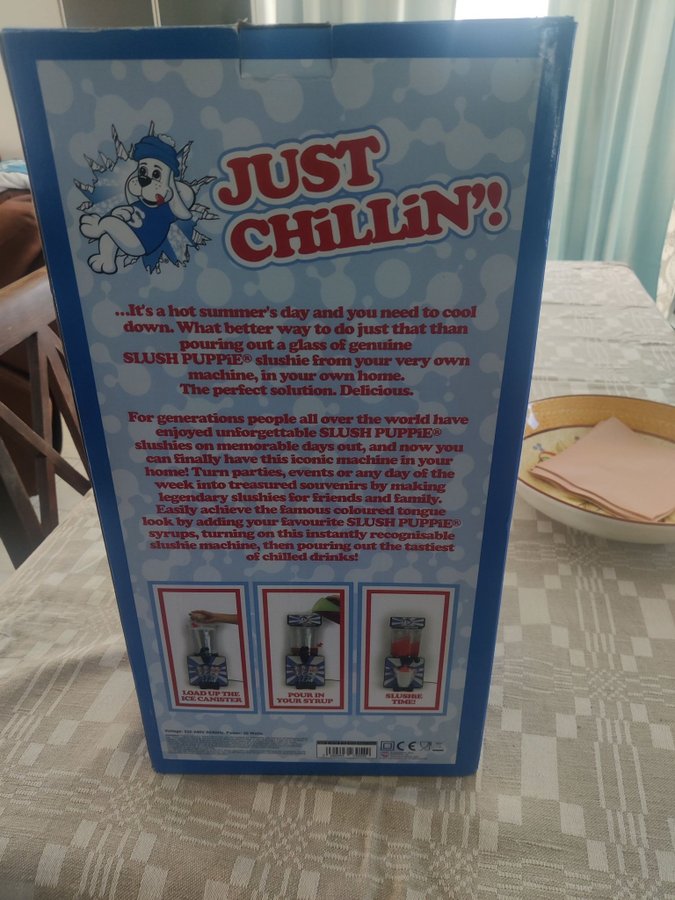 JUST
CHiLLiN'!
...It's a hot summer's day and you need to cool
down. What better way to do just that than
pouring out a glass of genuine
SLUSH PUPPiE® slushie from your very own
machine, in your own home.
The perfect solution. Delicious.
For generations people all over the world have
enjoyed unforgettable SLUSH PUPPiE®
slushies on memorable days out, and now you
can finally have this iconic machine in your
home! Turn parties, events or any day of the
week into treasured souvenirs by making
legendary slushies for friends and family.
Easily achieve the famous coloured tongue
look by adding your favourite SLUSH PUPPiE®
syrups, turning on this instantly recognisable
slushie machine, then pouring out the tastiest
of chilled drinks!
LOAD UP THE
ICE CANISTER
POUR IN
YOUR SYRUP
SLUSHIE
TIME!
CE